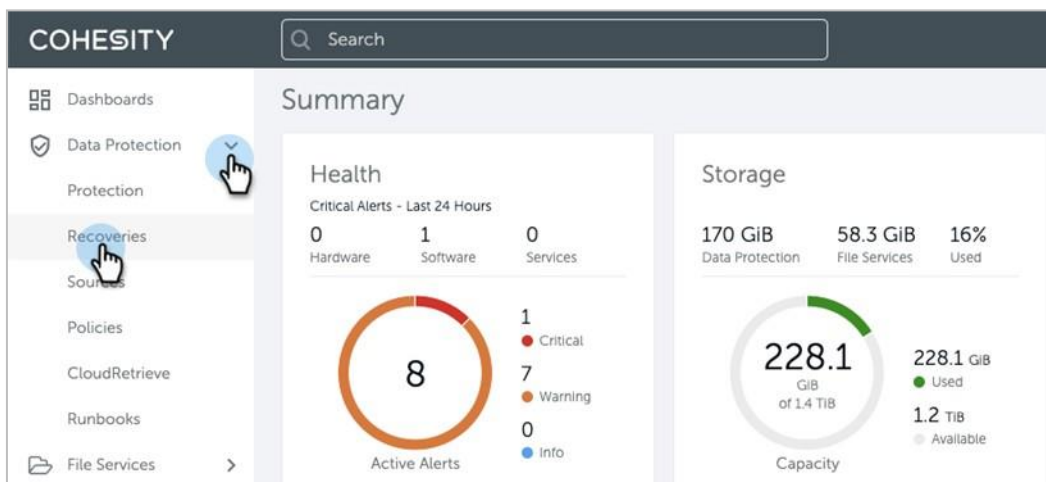 COHESITY
Search
Dashboards
Data Protection
Protection
Recoveries
Sources
Policies
CloudRetrieve
Runbooks
File Services
Summary
Health
Critical Alerts - Last 24 Hours
0 1 0
Hardware Software Services
8
Active Alerts
1
Critical
7
Warning
0
Info
Storage
170 GiB 58.3 GiB 16%
Data Protection File Services Used
228.1
GiB
of 1.4 TiB
Capacity
228.1 GiB
Used
1.2 TiB
Available